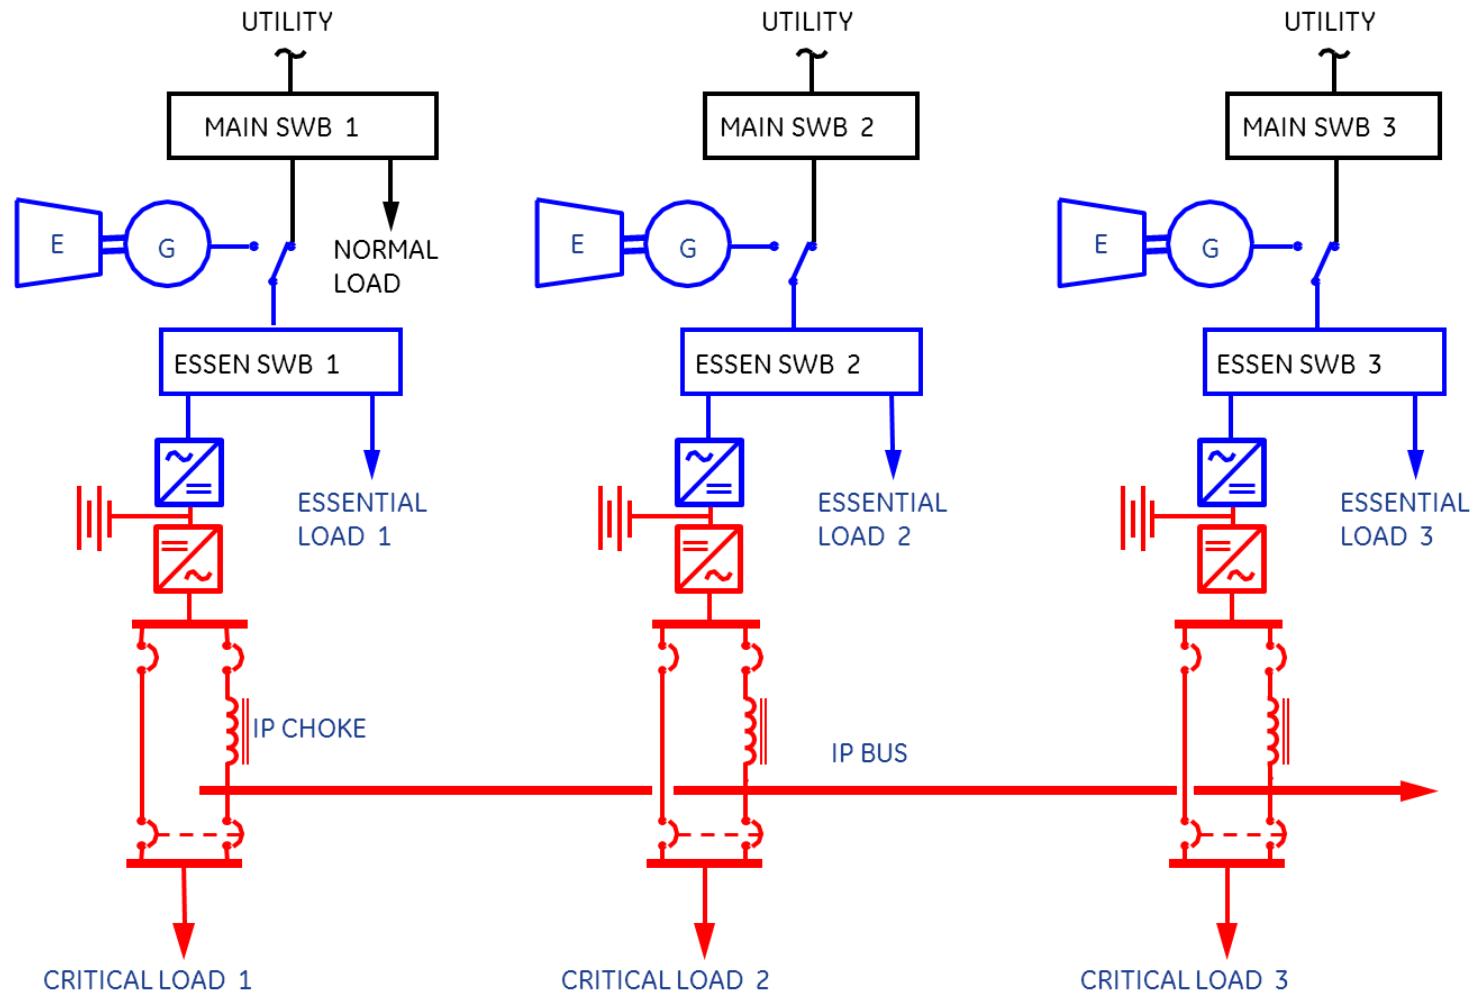 UTILITY
UTILITY
UTILITY
MAIN SWB 1
MAIN SWB 2
MAIN SWB 3
E
G
NORMAL
LOAD
E
G
E
G
ESSEN SWB 1
ESSEN SWB 2
ESSEN SWB 3
ESSENTIAL
LOAD 1
ESSENTIAL
LOAD 2
ESSENTIAL
LOAD 3
IP CHOKE
IP BUS
CRITICAL LOAD 1
CRITICAL LOAD 2
CRITICAL LOAD 3